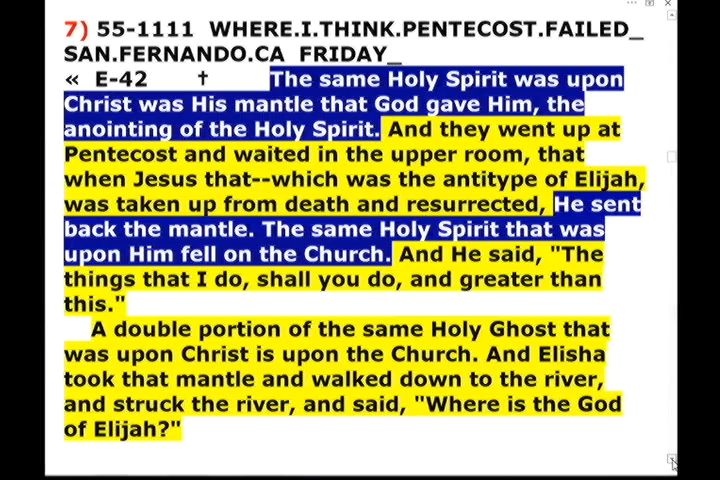 7) 55-1111 WHERE.I.THINK.PENTECOST.FAILED_
SAN.FERNANDO.CA FRIDAY_
« E-42 † The same Holy Spirit was upon
Christ was His mantle that God gave Him, the
anointing of the Holy Spirit. And they went up at
Pentecost and waited in the upper room, that
when Jesus that--which was the antitype of Elijah,
was taken up from death and resurrected, He sent
back the mantle. The same Holy Spirit that was
upon Him fell on the Church. And He said, "The
things that I do, shall you do, and greater than
this."
A double portion of the same Holy Ghost that
was upon Christ is upon the Church. And Elisha
took that mantle and walked down to the river,
and struck the river, and said, "Where is the God
of Elijah?"